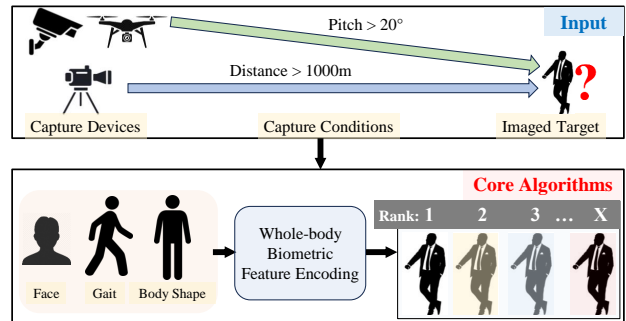 Input
Pitch > 20°
Distance > 1000m
?
Capture Devices
Capture Conditions
Imaged Target
Core Algorithms
Rank: 1 2 3 ... X
Whole-body
Biometric
Feature Encoding
Face
Gait
Body Shape